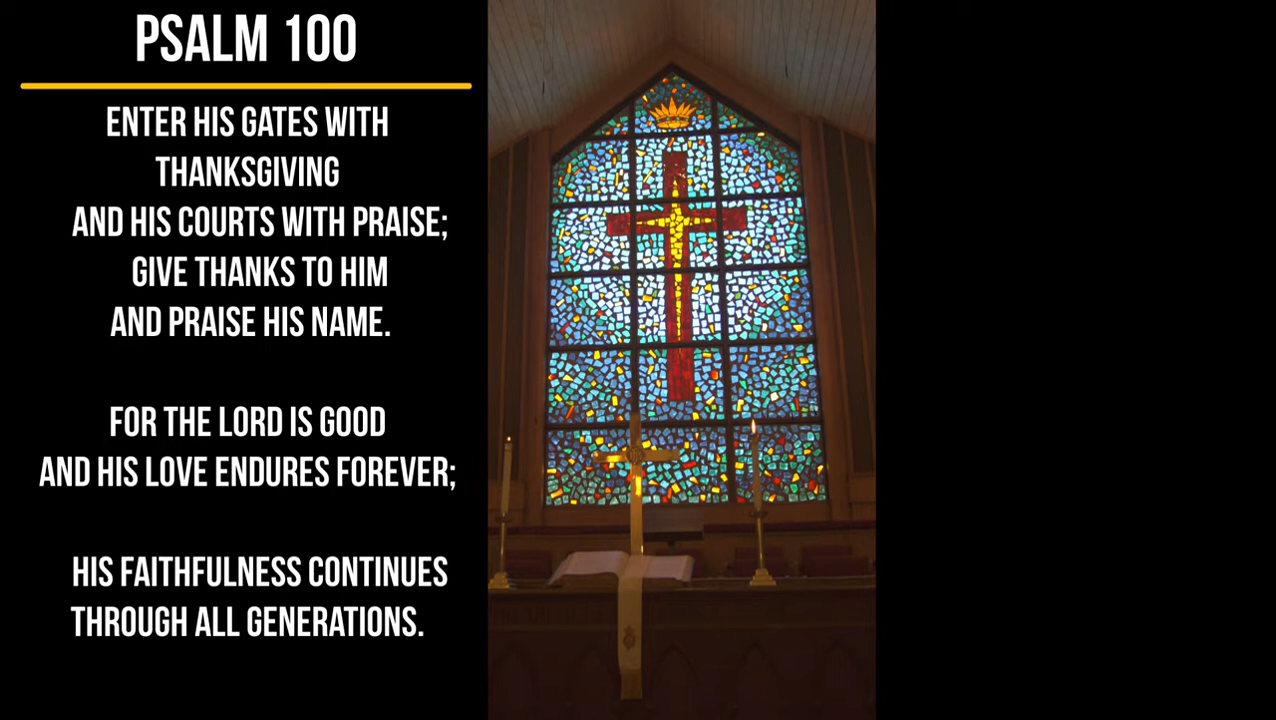 PSALM 100
ENTER HIS GATES WITH
THANKSGIVING
AND HIS COURTS WITH PRAISE;
GIVE THANKS TO HIM
AND PRAISE HIS NAME.
FOR THE LORD IS GOOD
AND HIS LOVE ENDURES FOREVER;
HIS FAITHFULNESS CONTINUES
THROUGH ALL GENERATIONS.